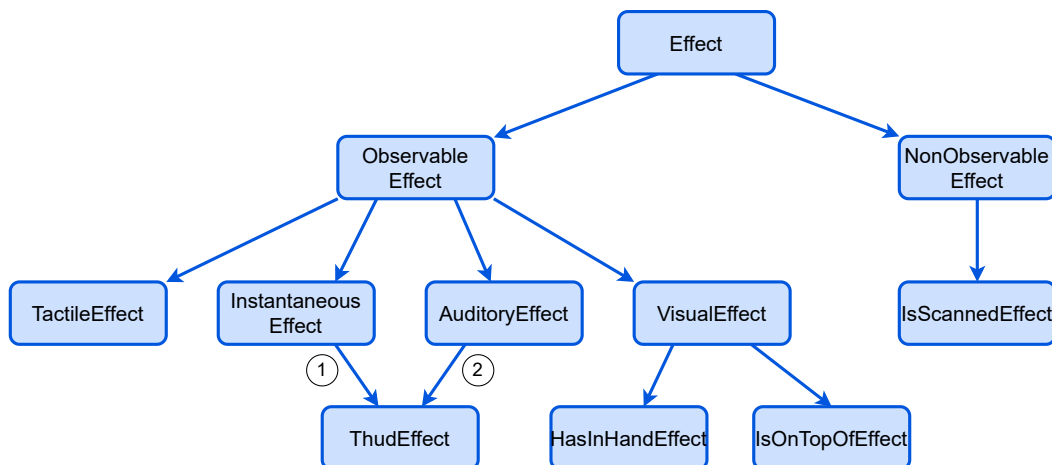 Effect
Observable
Effect
NonObservable
Effect
TactileEffect
Instantaneous
Effect
AuditoryEffect
VisualEffect
IsScannedEffect
1
2
ThudEffect
HasInHandEffect
IsOnTopOfEffect